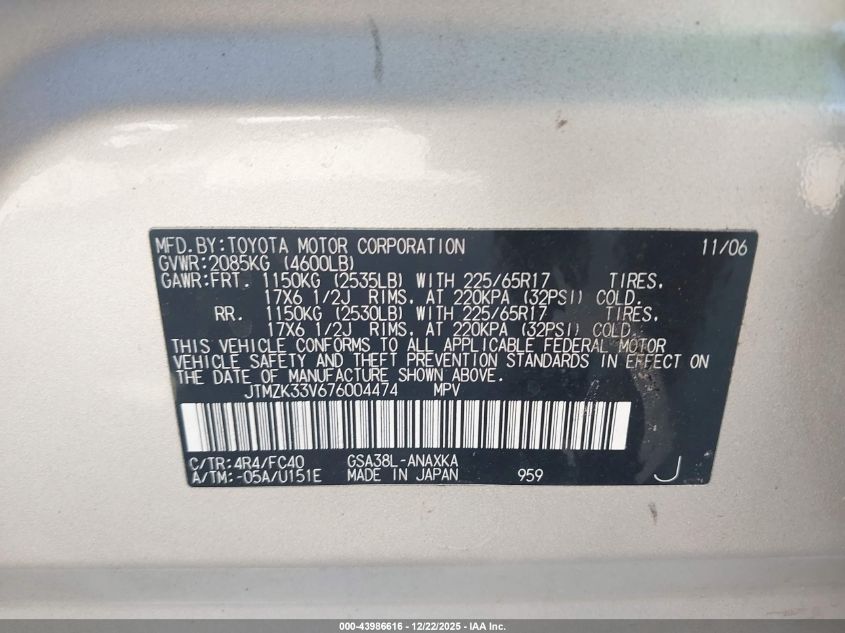 MFD.BY:TOYOTA MOTOR CORPORATION 11/06
GVWR:2085KG (4600LB)
GAWR:FRT. 1150KG (2535LB) WITH 225/65R17 TIRES,
17X6 1/2J RIMS, AT 220KPA (32PSI) COLD.
RR. 1150KG (2530LB) WITH 225/65R17 TIRES,
17X6 1/2J RIMS, AT 220KPA (32PSI) COLD.
THIS VEHICLE CONFORMS TO ALL APPLICABLE FEDERAL MOTOR
VEHICLE SAFETY AND THEFT PREVENTION STANDARDS IN EFFECT ON
THE DATE OF MANUFACTURE SHOWN ABOVE.
JTMZK33V676004474 MPV
C/TR:4R4/FC40 GSA38L-ANAXKA
A/TM:-05A/U151E MADE IN JAPAN 959 J
000-43986616 - 12/22/2025 - IAA Inc.